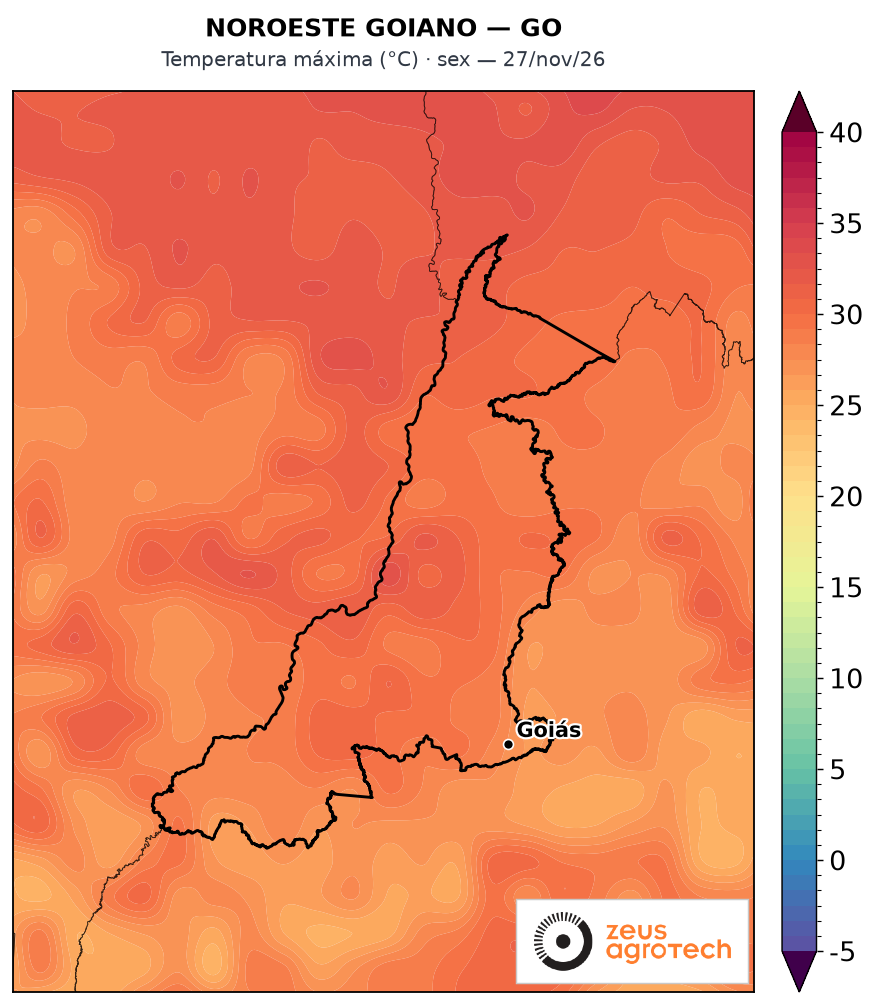 NOROESTE GOIANO — GO
Temperatura máxima (°C) · sex — 27/nov/26
40
35
30
25
20
15
10
5
0
-5
Goiás
zeus
agrotech